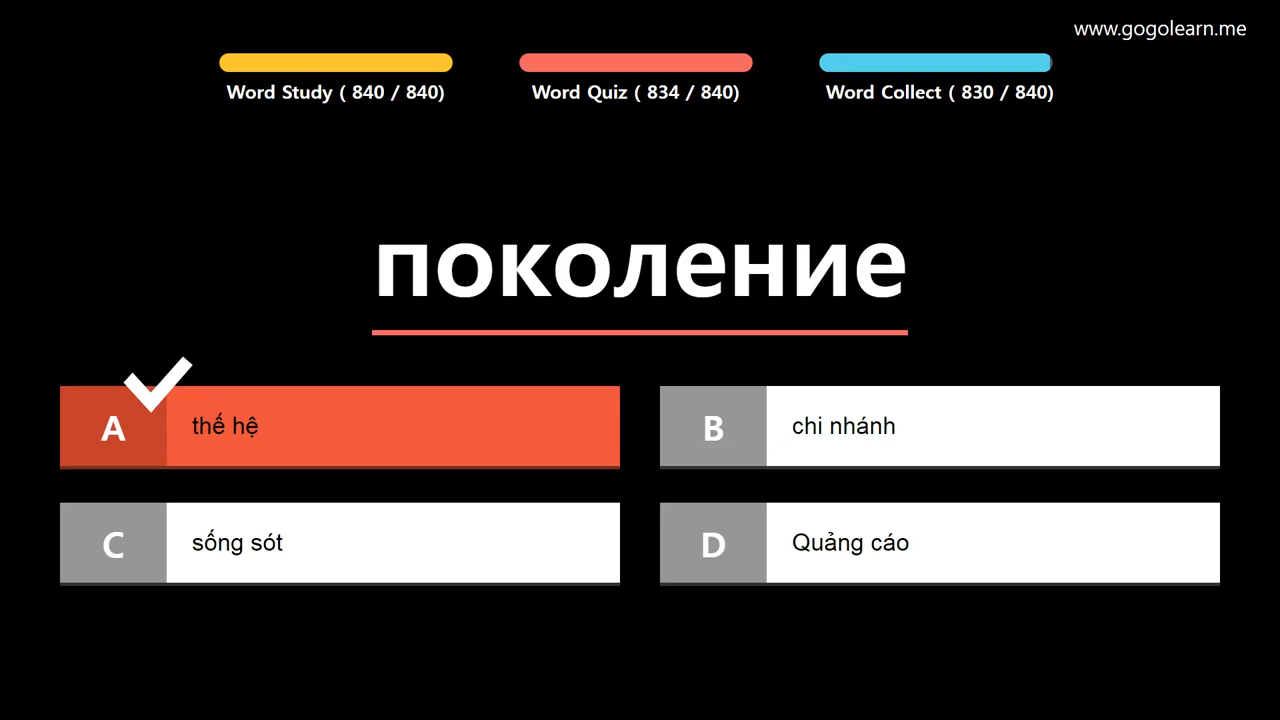 www.gogolearn.me
Word Study ( 840 / 840)
Word Quiz ( 834 / 840)
Word Collect ( 830 / 840)
поколение
A thế hệ
B chi nhánh
C sống sót
D Quảng cáo